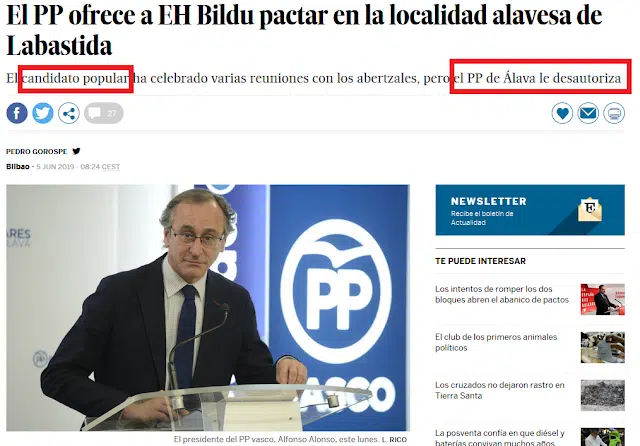 El PP ofrece a EH Bildu pactar en la localidad alavesa de
Labastida
El candidato popular ha celebrado varias reuniones con los abertzales, pero el PP de Álava le desautoriza
27
PEDRO GOROSPE
Bilbao - 5 JUN 2019 - 08:24 CEST
ARES
ALAVA
PP
PP
VASCO
El presidente del PP vasco, Alfonso Alonso, este lunes. L. RICO
NEWSLETTER
Recibe el boletín de
Actualidad
E
TE PUEDE INTERESAR
Los intentos de romper los dos
bloques abren el abanico de pactos
El club de los primeros animales
políticos
Los cruzados no dejaron rastro en
Tierra Santa
La posventa confía en que diésel y
baterías convivan muchos años